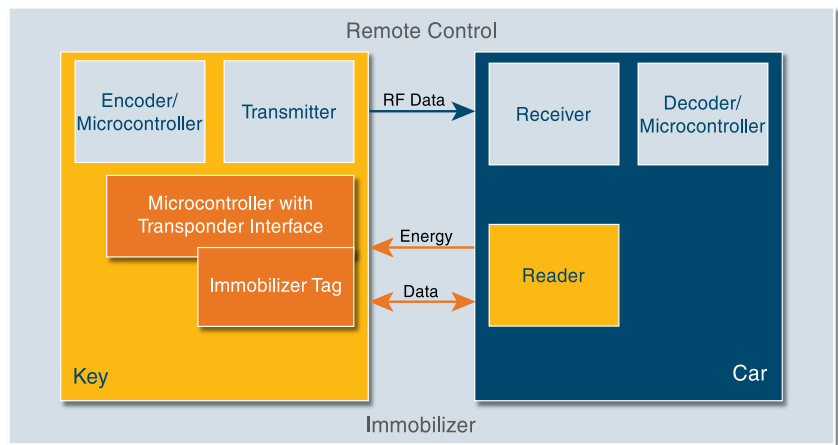 Remote Control
Encoder/
Microcontroller
Transmitter
RF Data
Receiver
Decoder/
Microcontroller
Microcontroller with
Transponder Interface
Energy
Immobilizer Tag
Data
Reader
Key
Car
Immobilizer